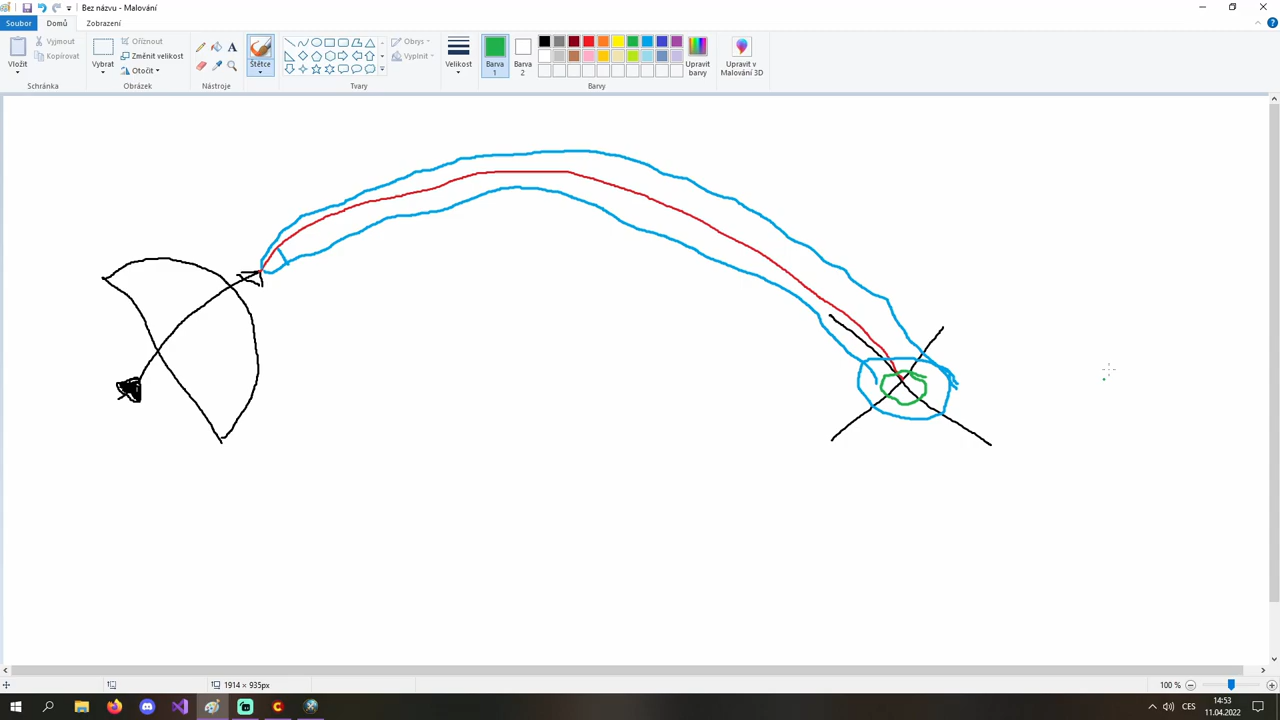 Bez názvu - Malování
Soubor Domů Zobrazení
Vložit
Vyjmout
Kopírovat
Schránka
Vybrat
Oříznout
Změnit velikost
Otočit
Obrázek
A
Nástroje
Štětce
Obrys
Vyplnit
Tvary
Velikost
Barva 1
Barva 2
Upravit barvy
Barvy
Upravit v Malování 3D
1914 × 935px
100 %
CES
14:53
11.04.2022